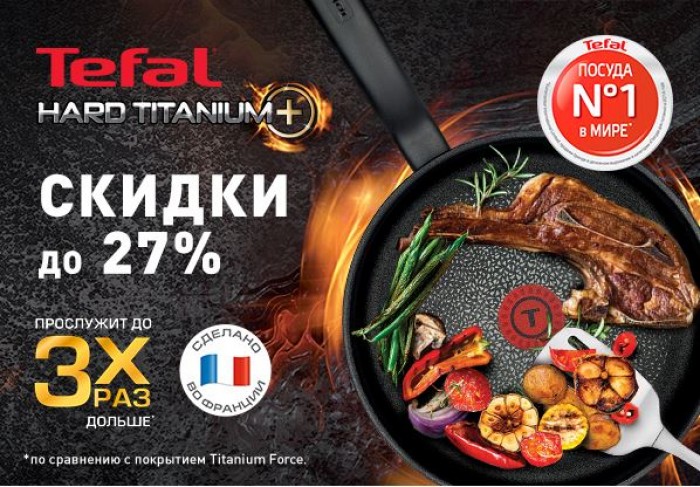 Tefal
HARD TITANIUM+
СКИДКИ
ДО 27%
ПРОСЛУЖИТ ДО
3X
РАЗ
ДОЛЬШЕ*
СДЕЛАНО
ВО ФРАНЦИИ
*по сравнению с покрытием Titanium Force.
Tefal
ПОСУДА
№1
В МИРЕ*
T